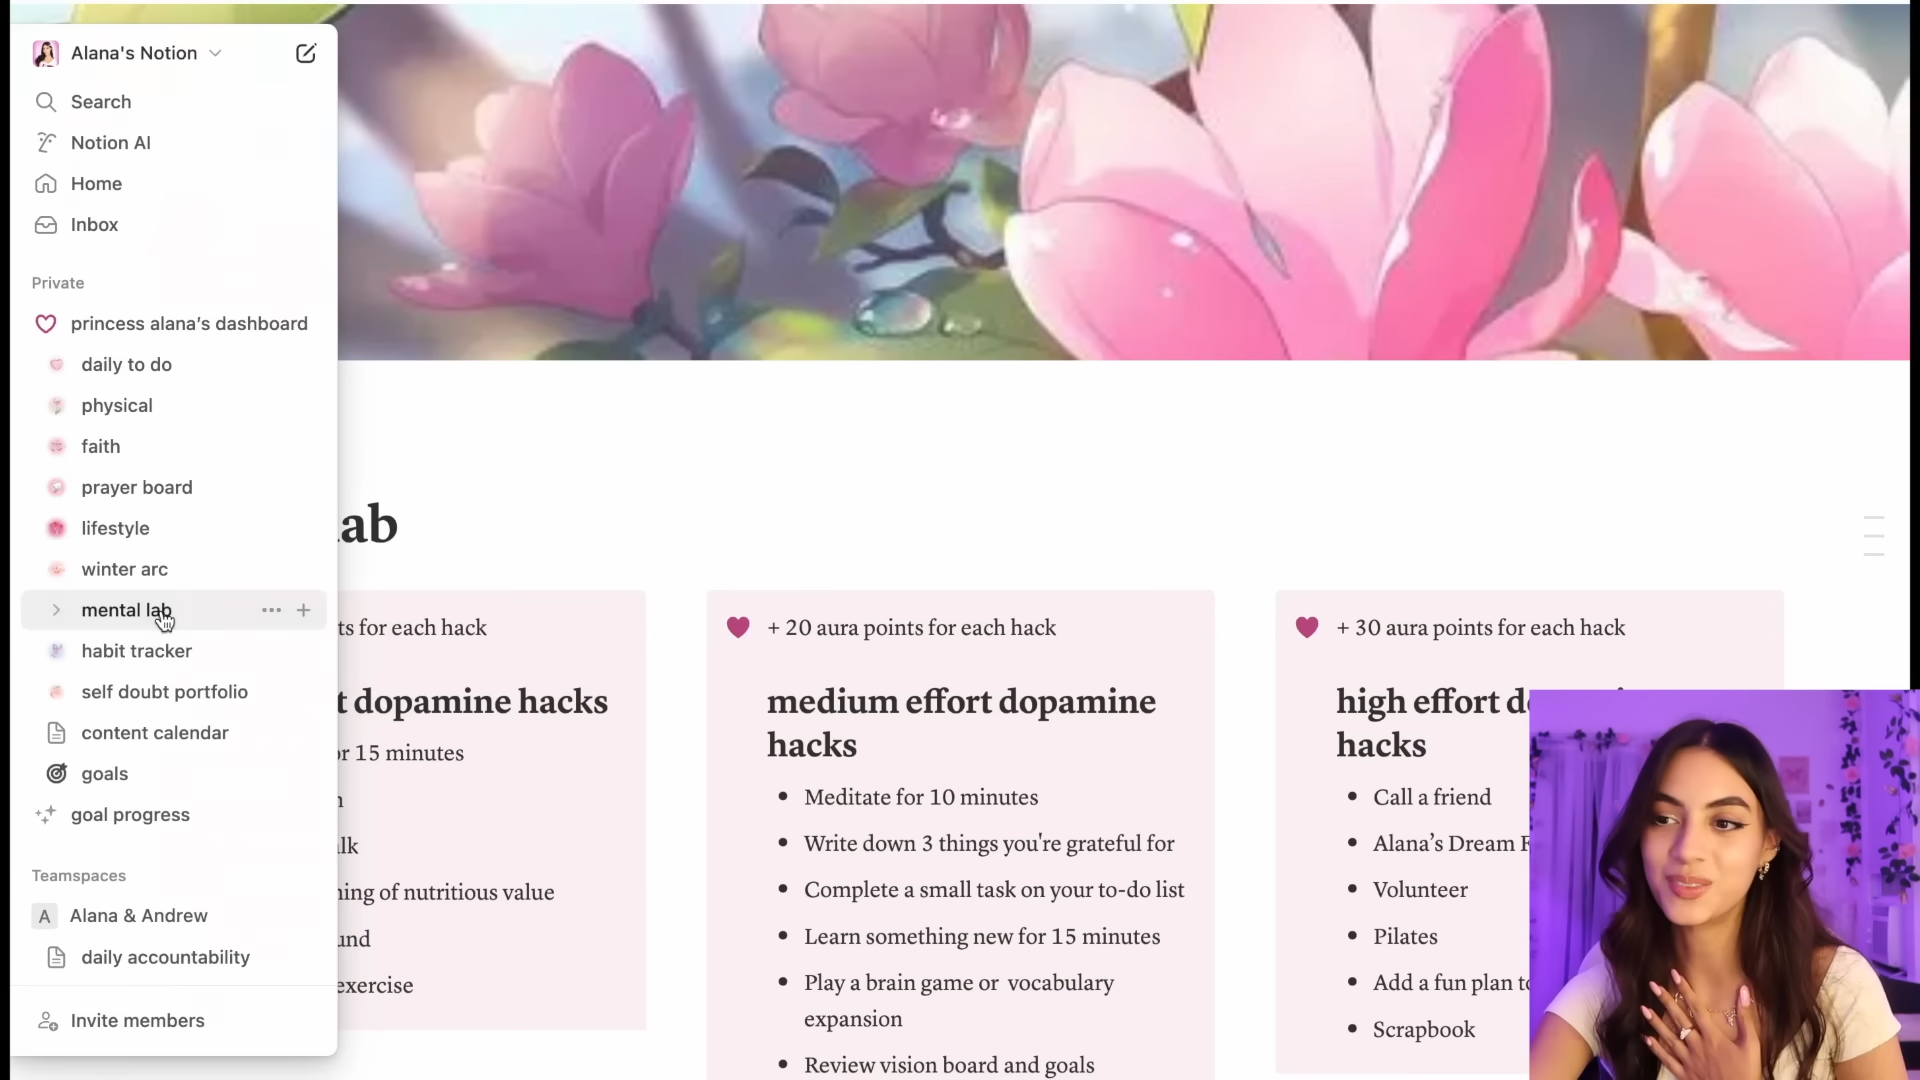 Alana's Notion
Search
Notion AI
Home
Inbox
Private
princess alana's dashboard
daily to do
physical
faith
prayer board
lifestyle
winter arc
mental lab
habit tracker
self doubt portfolio
content calendar
goals
goal progress
Teamspaces
A Alana & Andrew
daily accountability
Invite members
lab
for each hack
dopamine hacks
15 minutes
of nutritious value
exercise
+ 20 aura points for each hack
medium effort dopamine
hacks
• Meditate for 10 minutes
• Write down 3 things you're grateful for
• Complete a small task on your to-do list
• Learn something new for 15 minutes
• Play a brain game or vocabulary
expansion
• Review vision board and goals
+ 30 aura points for each hack
high effort
hacks
• Call a friend
• Alana's Dream
• Volunteer
• Pilates
• Add a fun plan
• Scrapbook